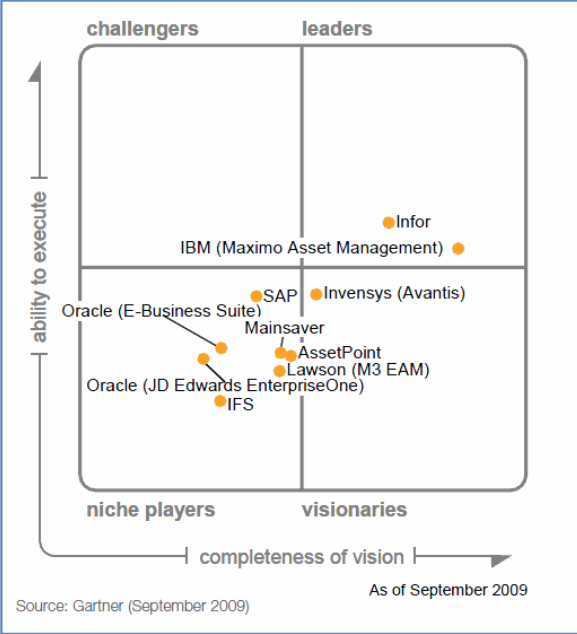 challengers
leaders
ability to execute
Infor
IBM (Maximo Asset Management)
SAP
Invensys (Avantis)
Oracle (E-Business Suite)
Mainsaver
AssetPoint
Lawson (M3 EAM)
Oracle (JD Edwards EnterpriseOne)
IFS
niche players
visionaries
completeness of vision
As of September 2009
Source: Gartner (September 2009)